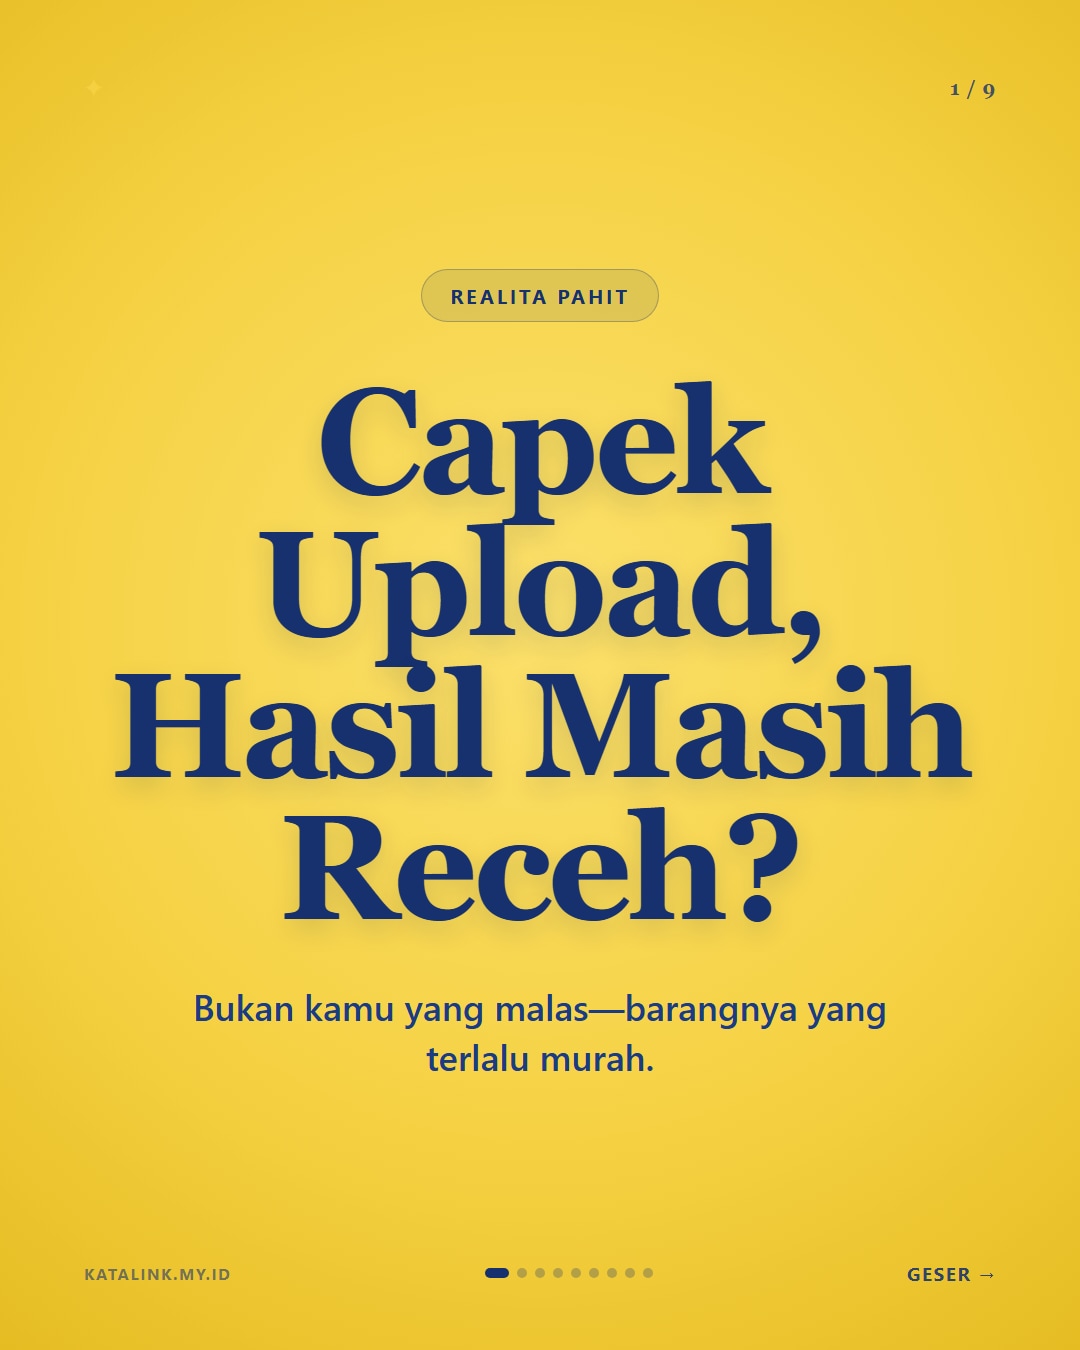 1 / 9
REALITA PAHIT
Capek
Upload,
Hasil Masih
Receh?
Bukan kamu yang malas—barangnya yang
terlalu murah.
KATALINK.MY.ID
GESER →